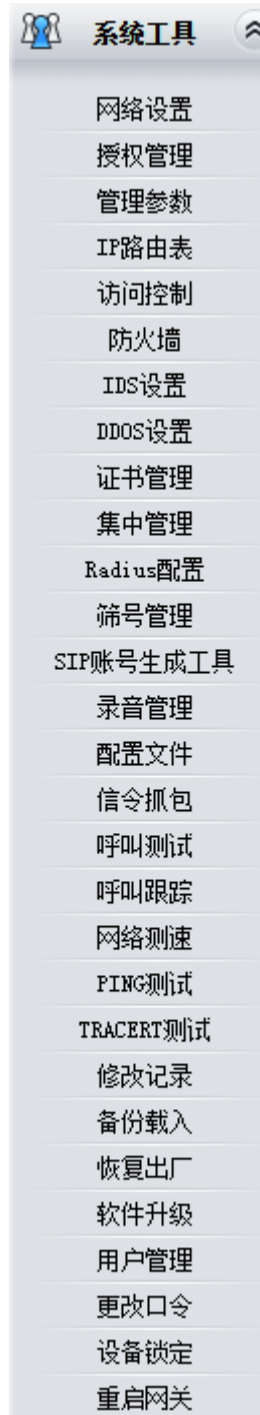 系统工具
网络设置
授权管理
管理参数
IP路由表
访问控制
防火墙
IDS设置
DDOS设置
证书管理
集中管理
Radius配置
筛号管理
SIP账号生成工具
录音管理
配置文件
信令抓包
呼叫测试
呼叫跟踪
网络测速
PING测试
TRACERT测试
修改记录
备份载入
恢复出厂
软件升级
用户管理
更改口令
设备锁定
重启网关